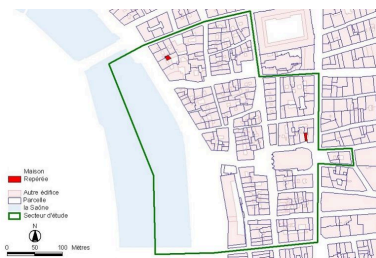 Maison
Repérée
Autre édifice
Parcelle
la Saône
Secteur d'étude
N
0 50 100 Mètres